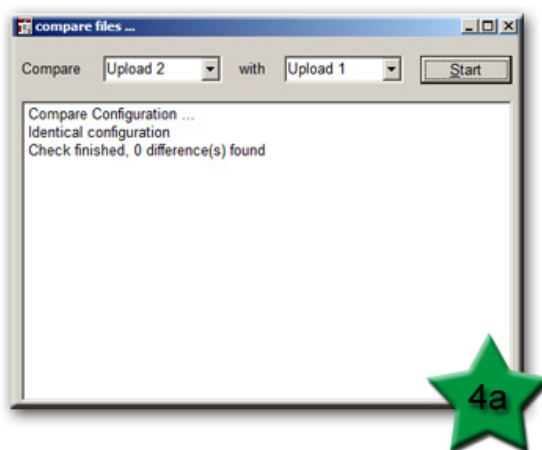 compare files ...
Compare Upload 2 with Upload 1 Start
Compare Configuration ...
Identical configuration
Check finished, 0 difference(s) found
4a